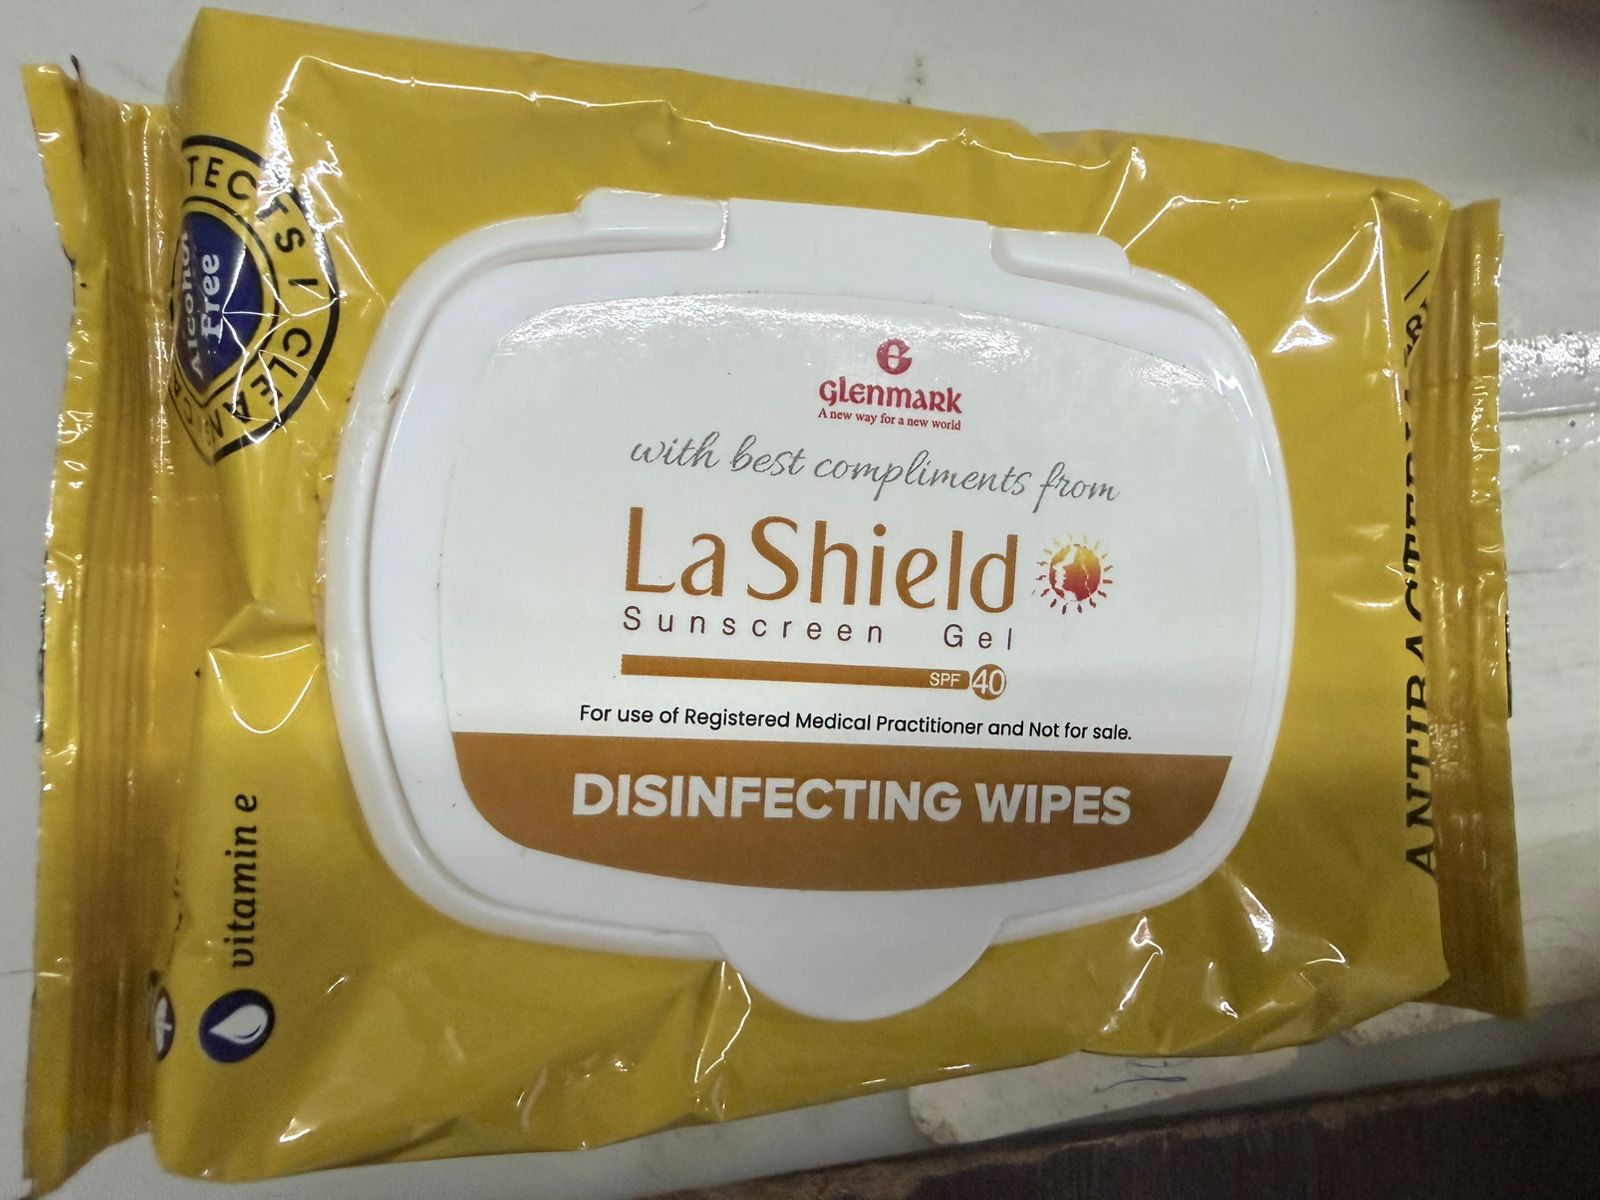 Glenmark
A new way for a new world
with best compliments from
La Shield
Sunscreen Gel
SPF 40
For use of Registered Medical Practitioner and Not for sale.
DISINFECTING WIPES
Alcohol
Free
vitamin e